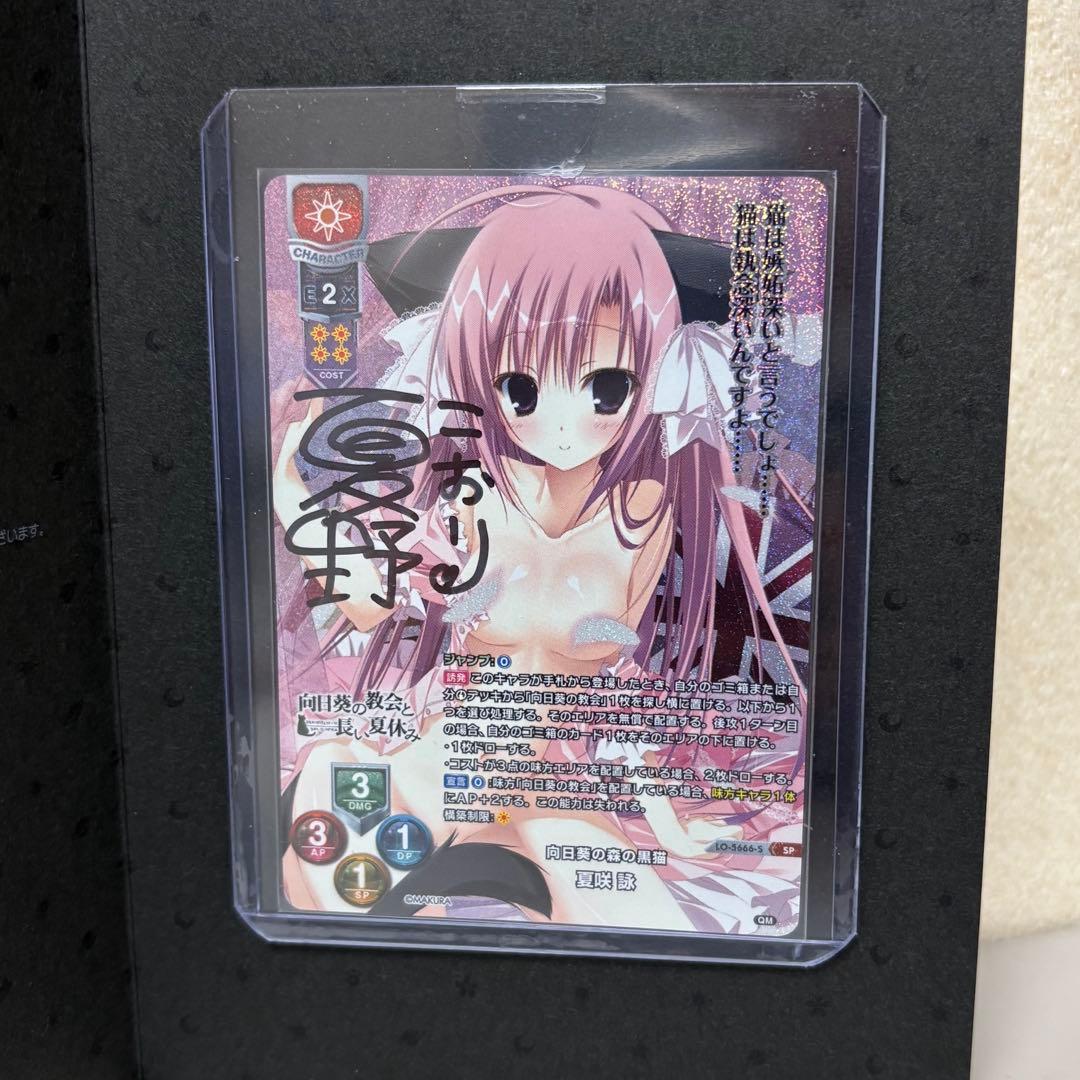 ざいます。
CHARACTER
E 2 X
COST
猫は嫉妬深いと言うでしょ……
猫は執念深いんですよ……
夏野
こおり
ジャンプ:0
誘発 このキャラが手札から登場したとき、自分のゴミ箱または自
分のデッキから「向日葵の教会」1枚を探し横に置ける。以下から1
つを選び処理する。そのエリアを無償で配置する。後攻1ターン目
の場合、自分のゴミ箱のカード1枚をそのエリアの下に置ける。
・1枚ドローする。
・コストが3点の味方エリアを配置している場合、2枚ドローする。
宣言 0:味方「向日葵の教会」を配置している場合、味方キャラ1体
にAP+2する。この能力は失われる。
構築制限:
向日葵の教会と
長い夏休み
3
DMG
3
AP
1
DP
1
SP
LO-5666-S SP
向日葵の森の黒猫
夏咲 詠
©MAKURA
QM